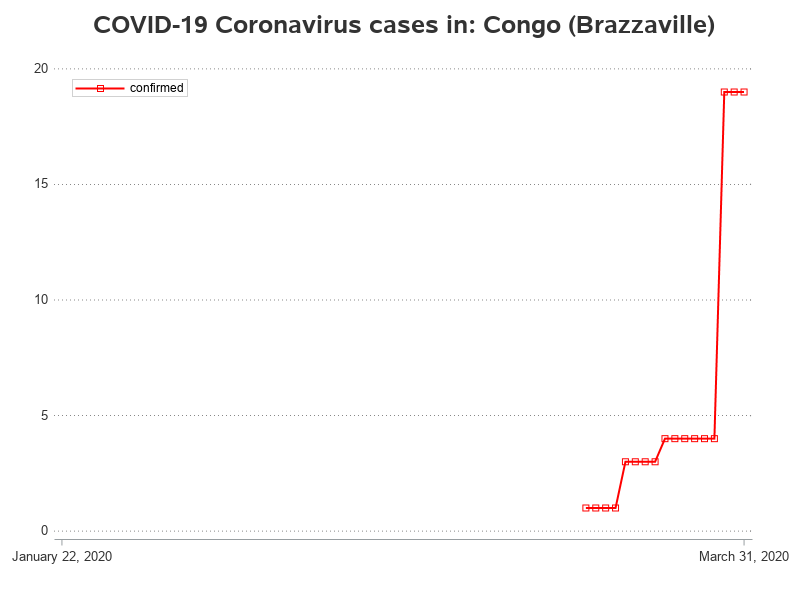 COVID-19 Coronavirus cases in: Congo (Brazzaville)
20
confirmed
15
10
5
0
January 22, 2020
March 31, 2020